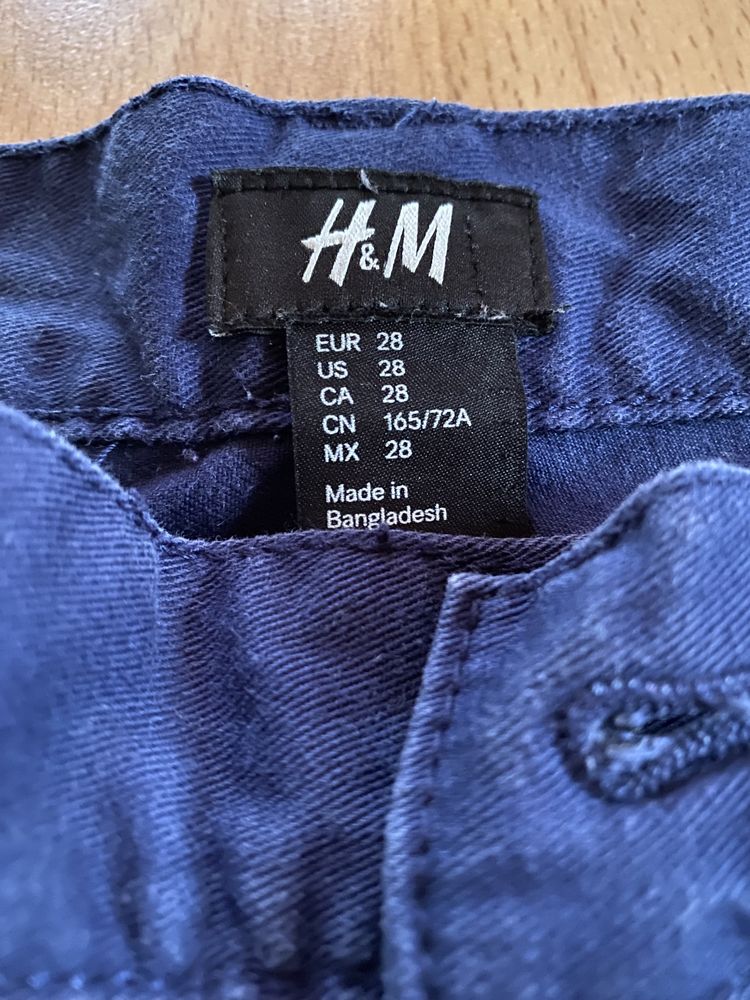 H&M
EUR 28
US 28
CA 28
CN 165/72A
MX 28
Made in
Bangladesh